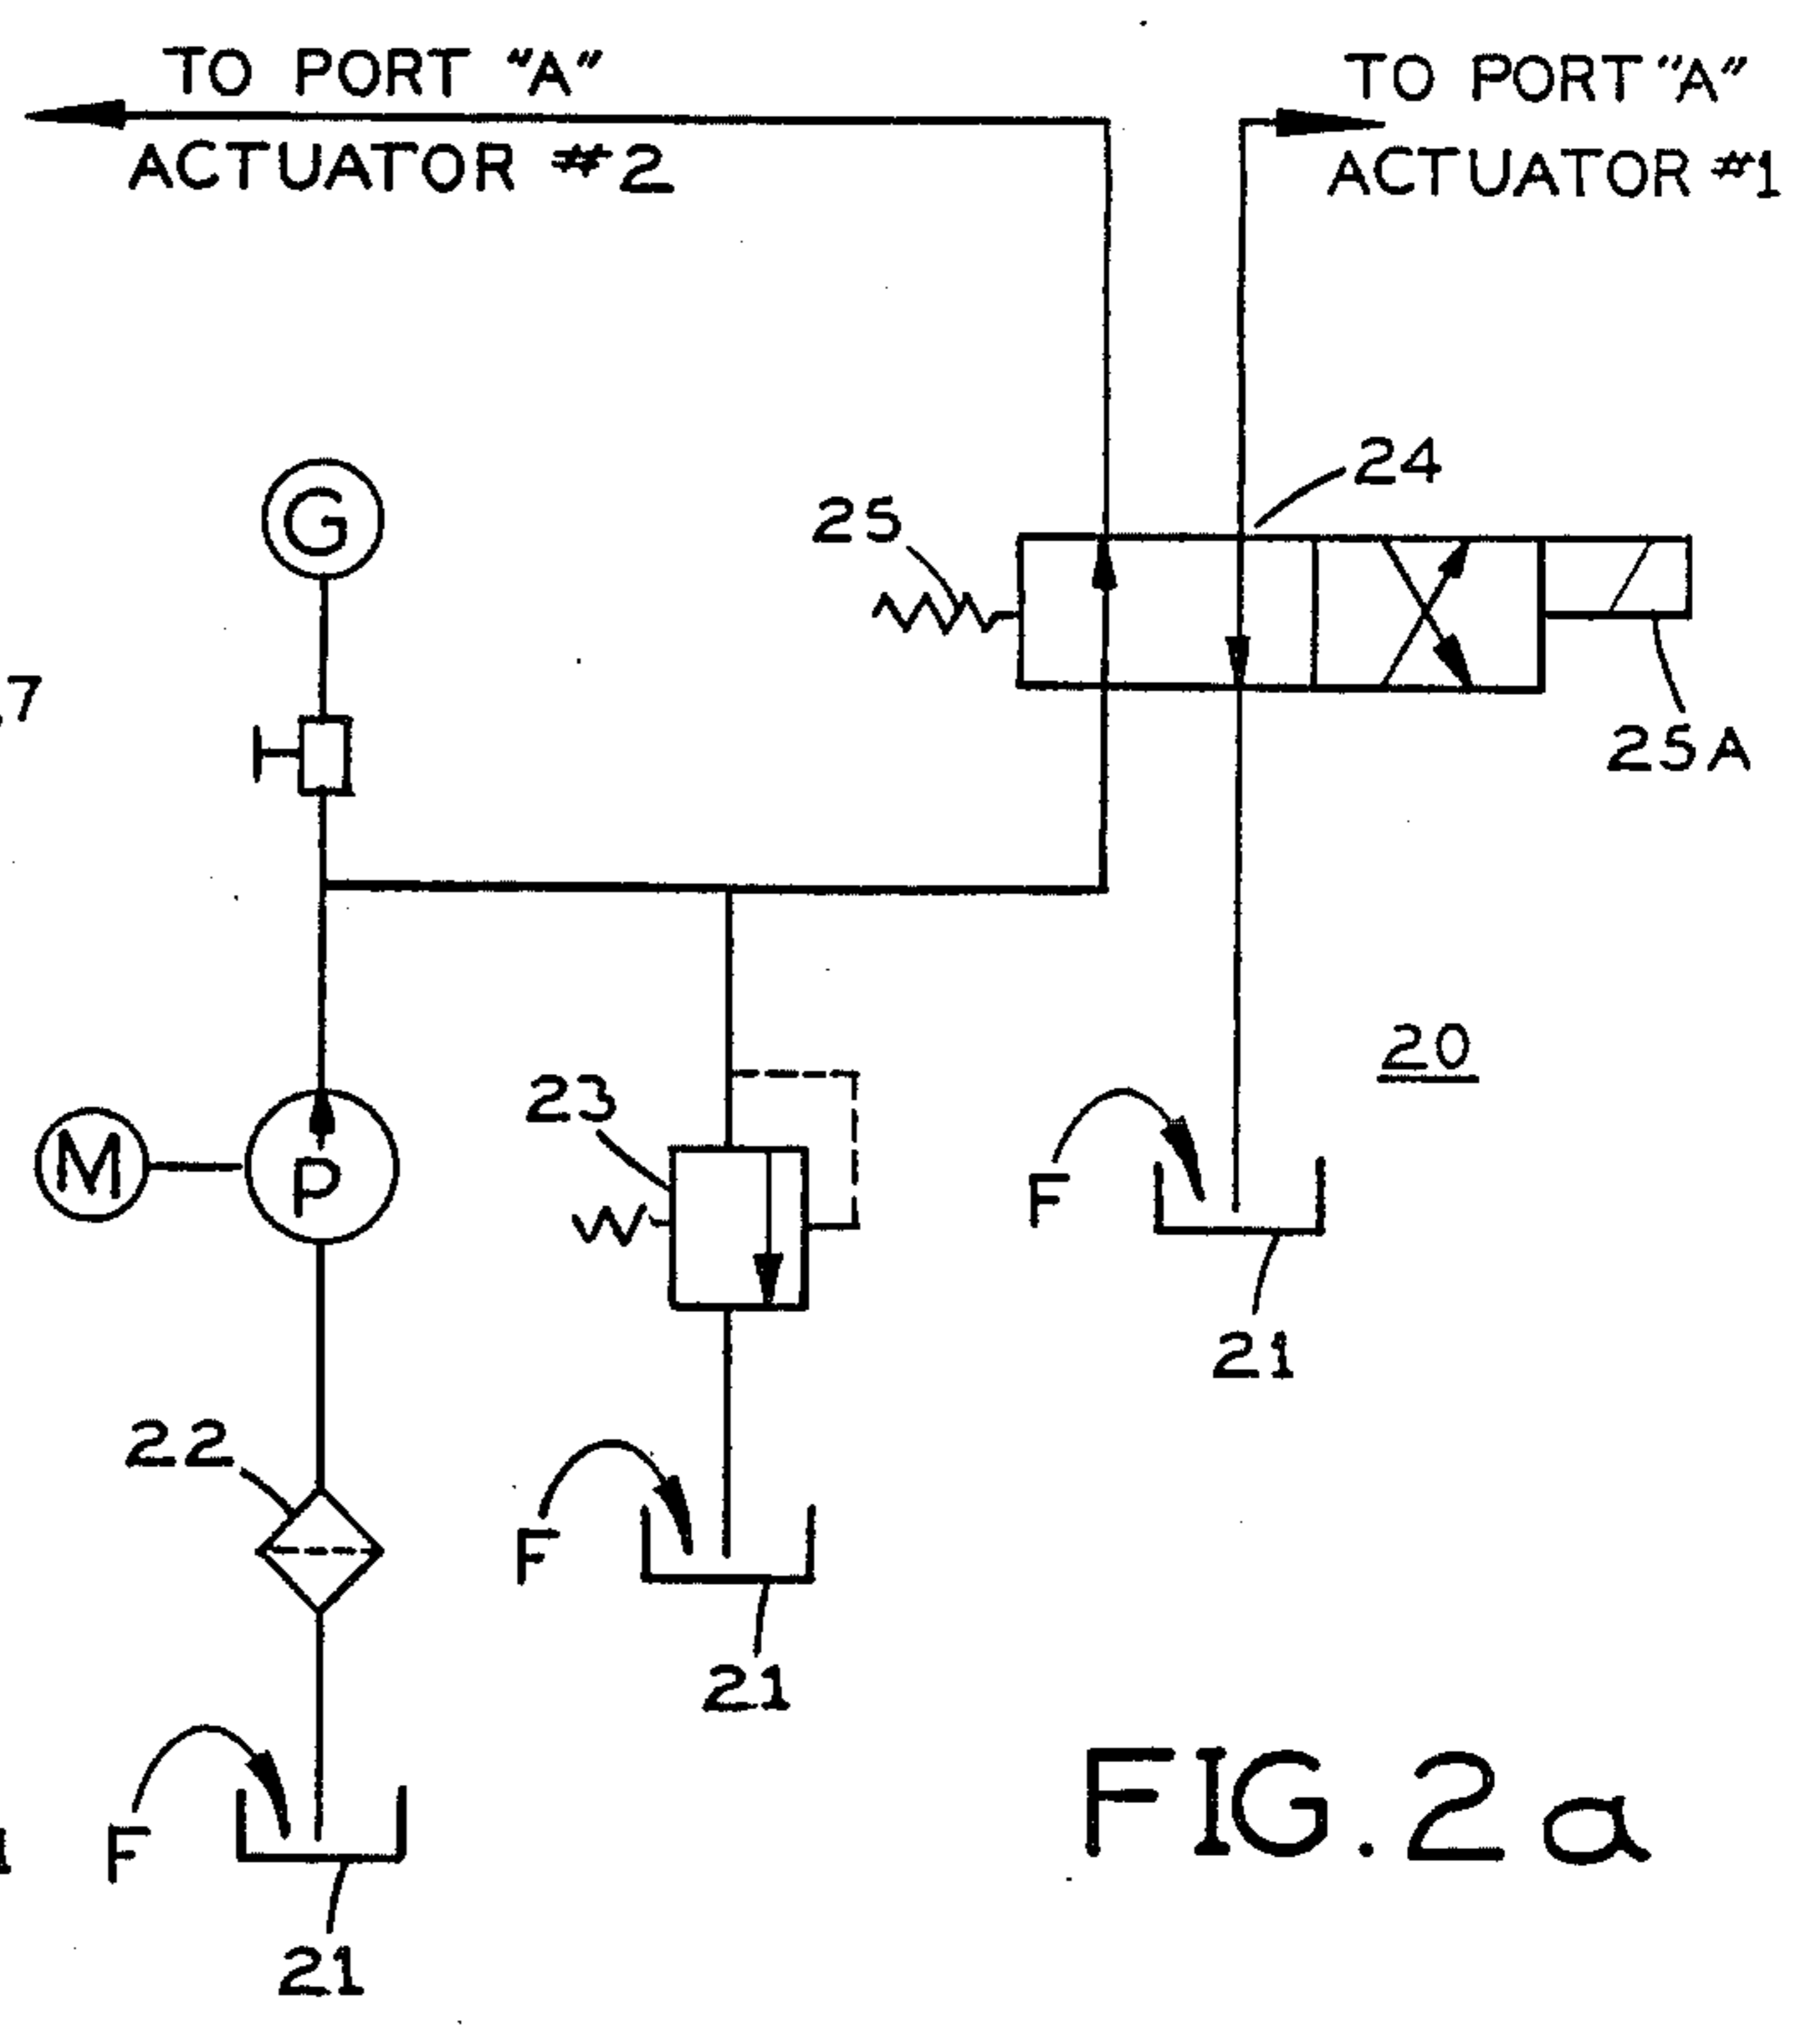 TO PORT "A"
ACTUATOR #2
TO PORT "A"
ACTUATOR #1
24
25
G
7
25A
20
23
M
P
F
21
22
F
21
F
21
FIG. 2a